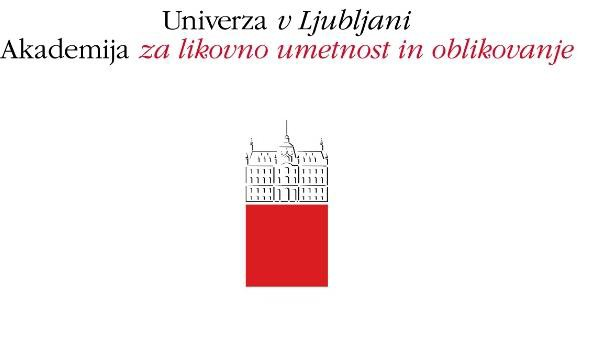 Univerza v Ljubljani
Akademija za likovno umetnost in oblikovanje